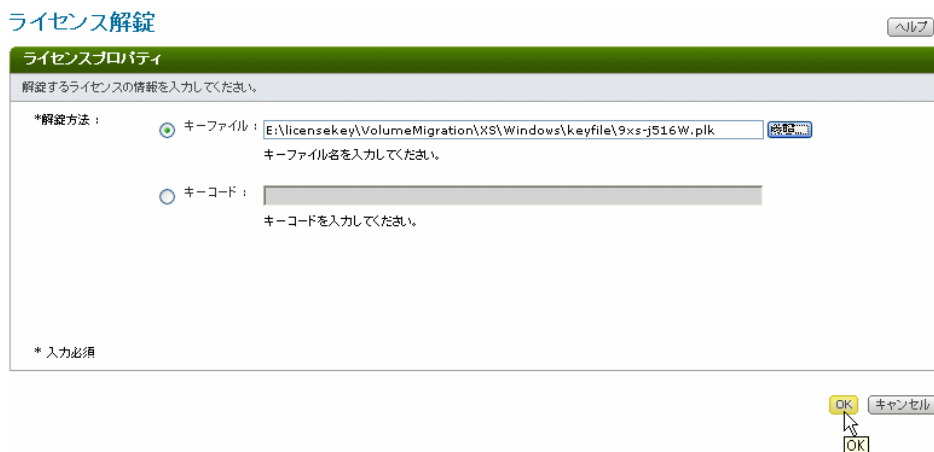 ライセンス解錠
ヘルプ
ライセンスプロパティ
解錠するライセンスの情報を入力してください。
*解錠方法：
キーファイル： E:\licensekey\VolumeMigration\XS\Windows\keyfile\9xs-j516W.plk 参照...
キーファイル名を入力してください。
キーコード：
キーコードを入力してください。
* 入力必須
OK キャンセル
OK